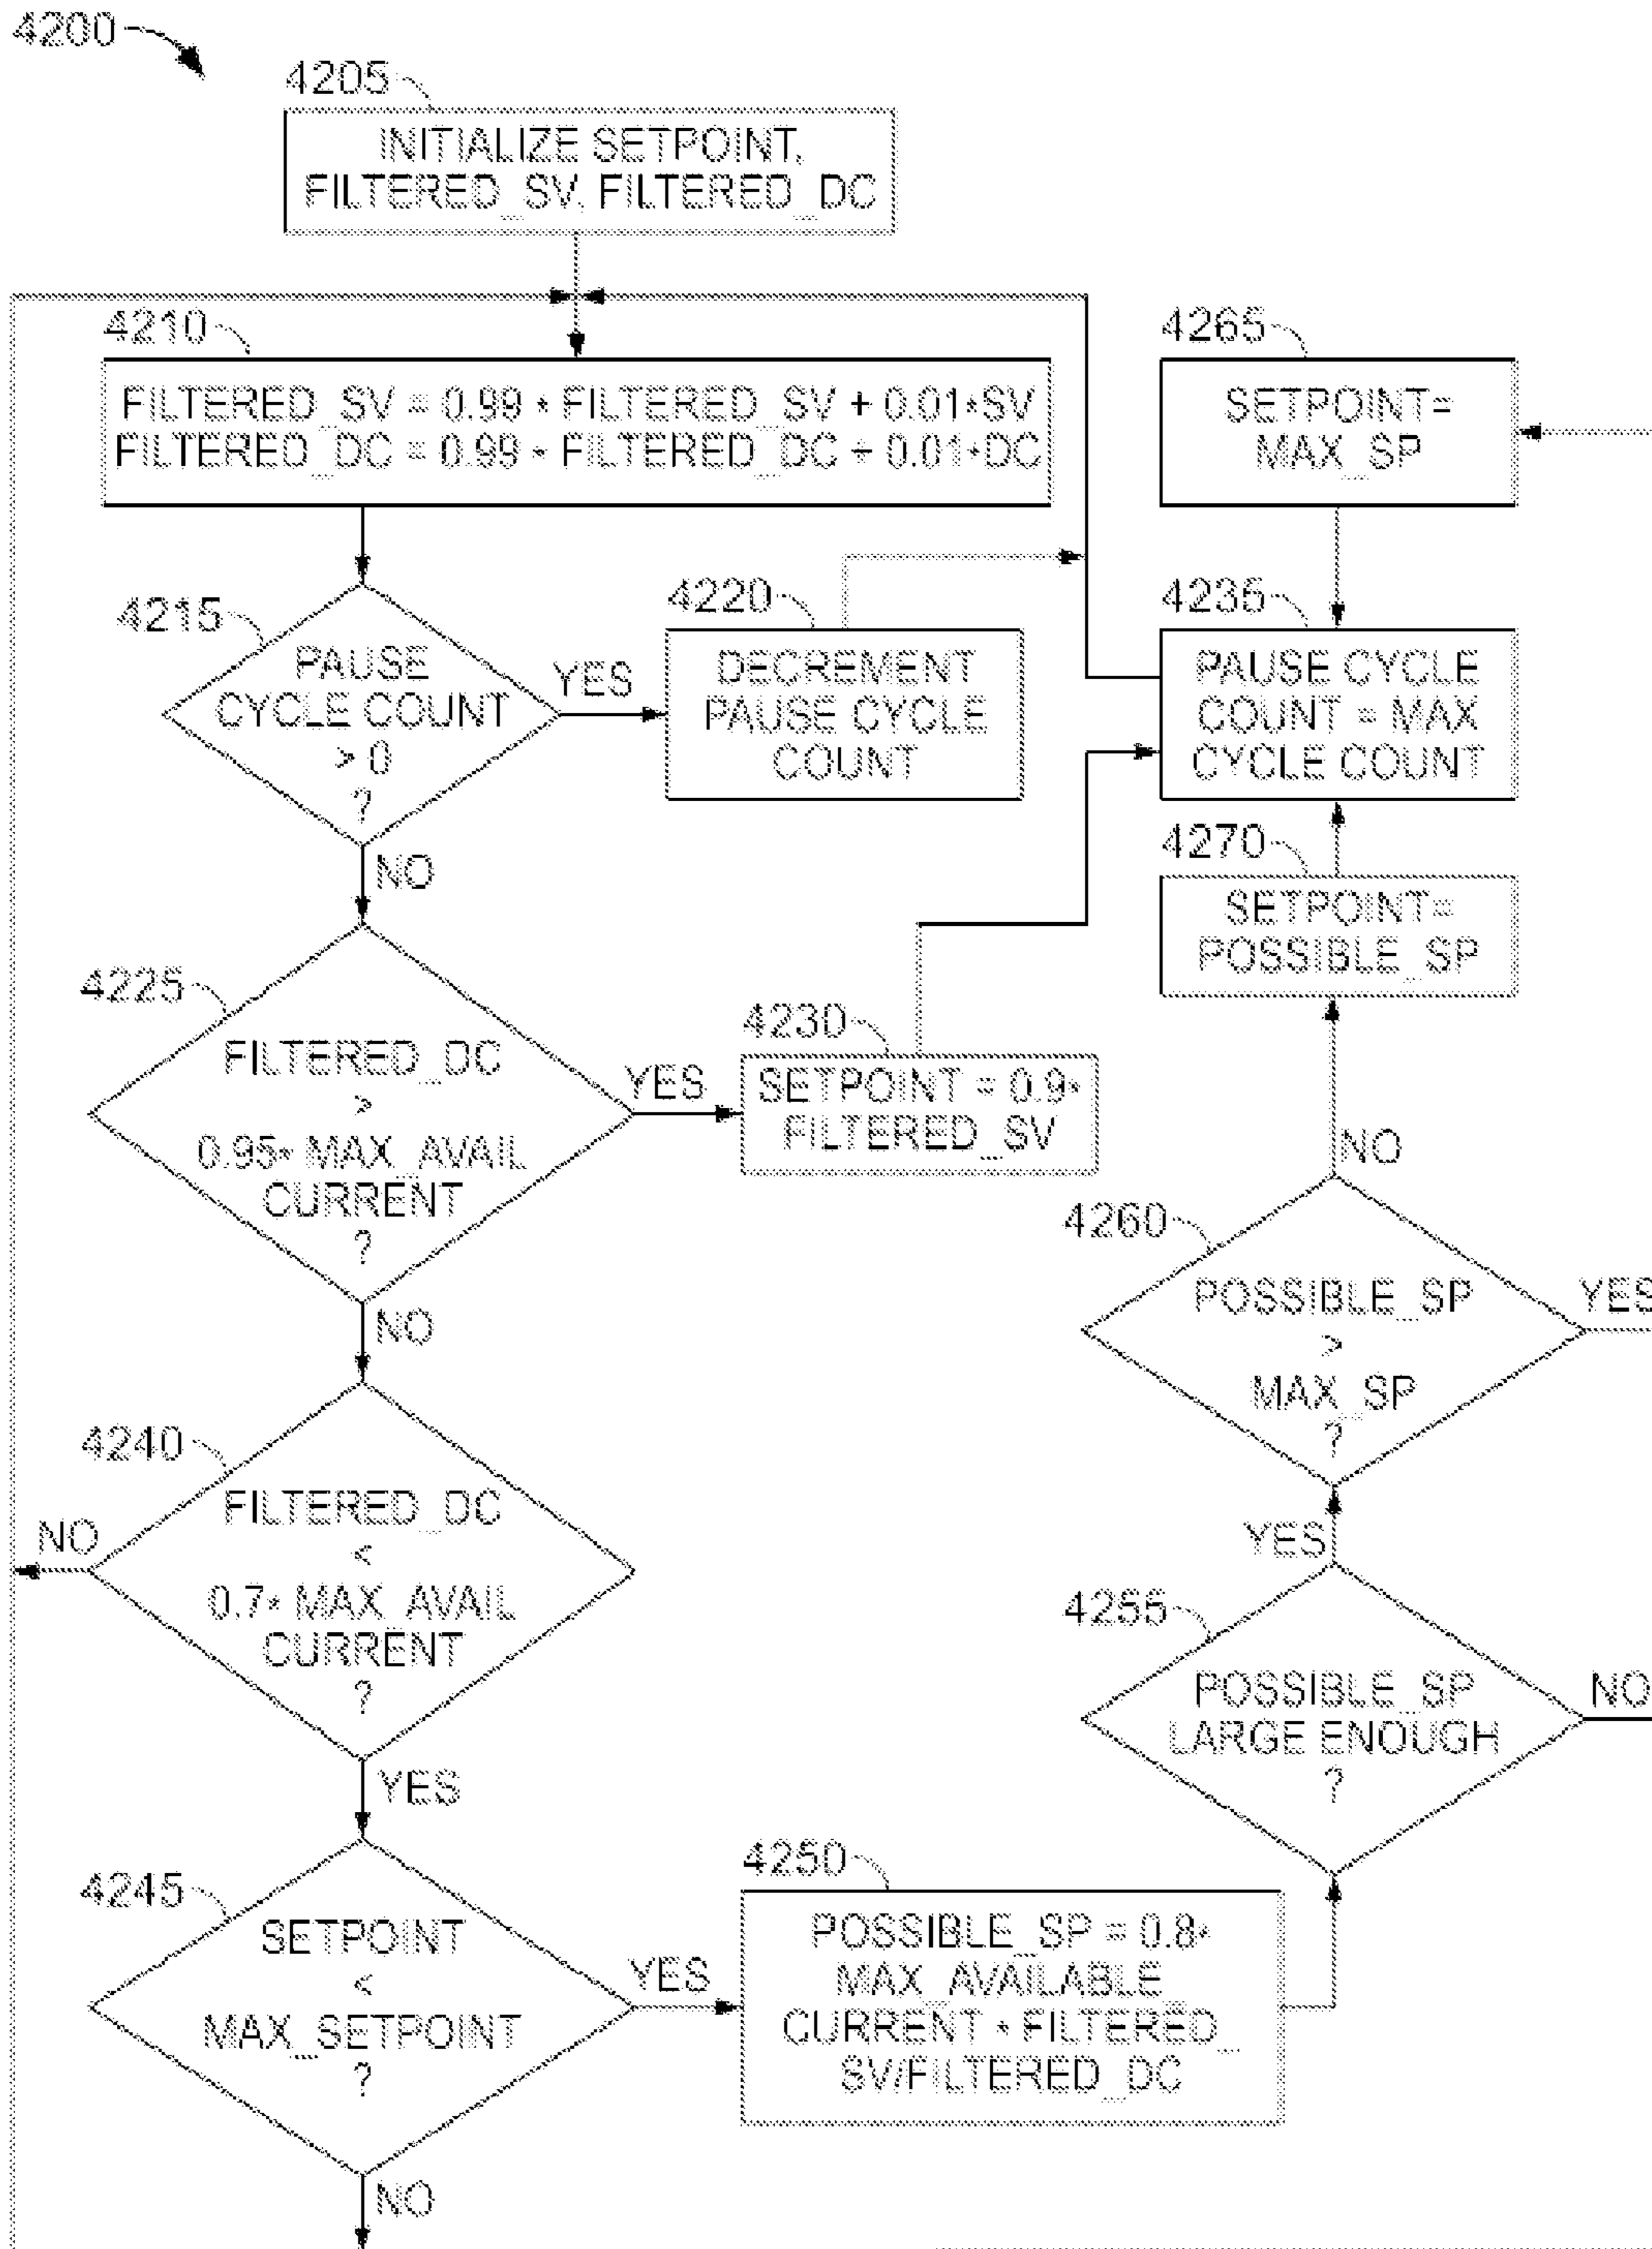 4200
4205
INITIALIZE SETPOINT,
FILTERED_SV, FILTERED_DC
4210
FILTERED_SV = 0.99 * FILTERED_SV + 0.01*SV
FILTERED_DC = 0.99 * FILTERED_DC + 0.01*DC
4215
PAUSE
CYCLE COUNT
> 0
?
YES
NO
4220
DECREMENT
PAUSE CYCLE
COUNT
4265
SETPOINT=
MAX_SP
4235
PAUSE CYCLE
COUNT = MAX
CYCLE COUNT
4270
SETPOINT=
POSSIBLE_SP
4225
FILTERED_DC
>
0.95* MAX_AVAIL
CURRENT
?
YES
NO
4230
SETPOINT = 0.9*
FILTERED_SV
NO
4260
POSSIBLE_SP
>
MAX_SP
?
YES
4240
FILTERED_DC
<
0.7* MAX_AVAIL
CURRENT
?
NO
YES
YES
4255
POSSIBLE_SP
LARGE ENOUGH
?
NO
4245
SETPOINT
<
MAX_SETPOINT
?
YES
NO
4250
POSSIBLE_SP = 0.8*
MAX_AVAILABLE_
CURRENT * FILTERED_
SV/FILTERED_DC